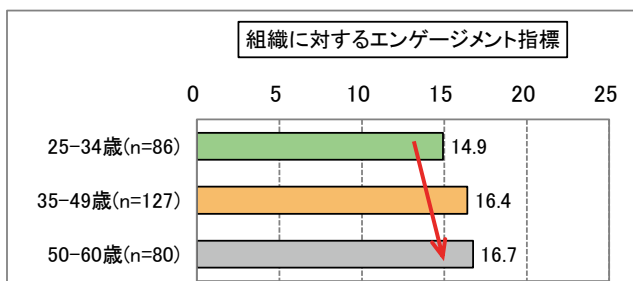 組織に対するエンゲージメント指標
0 5 10 15 20 25
25-34歳(n=86) 14.9
35-49歳(n=127) 16.4
50-60歳(n=80) 16.7